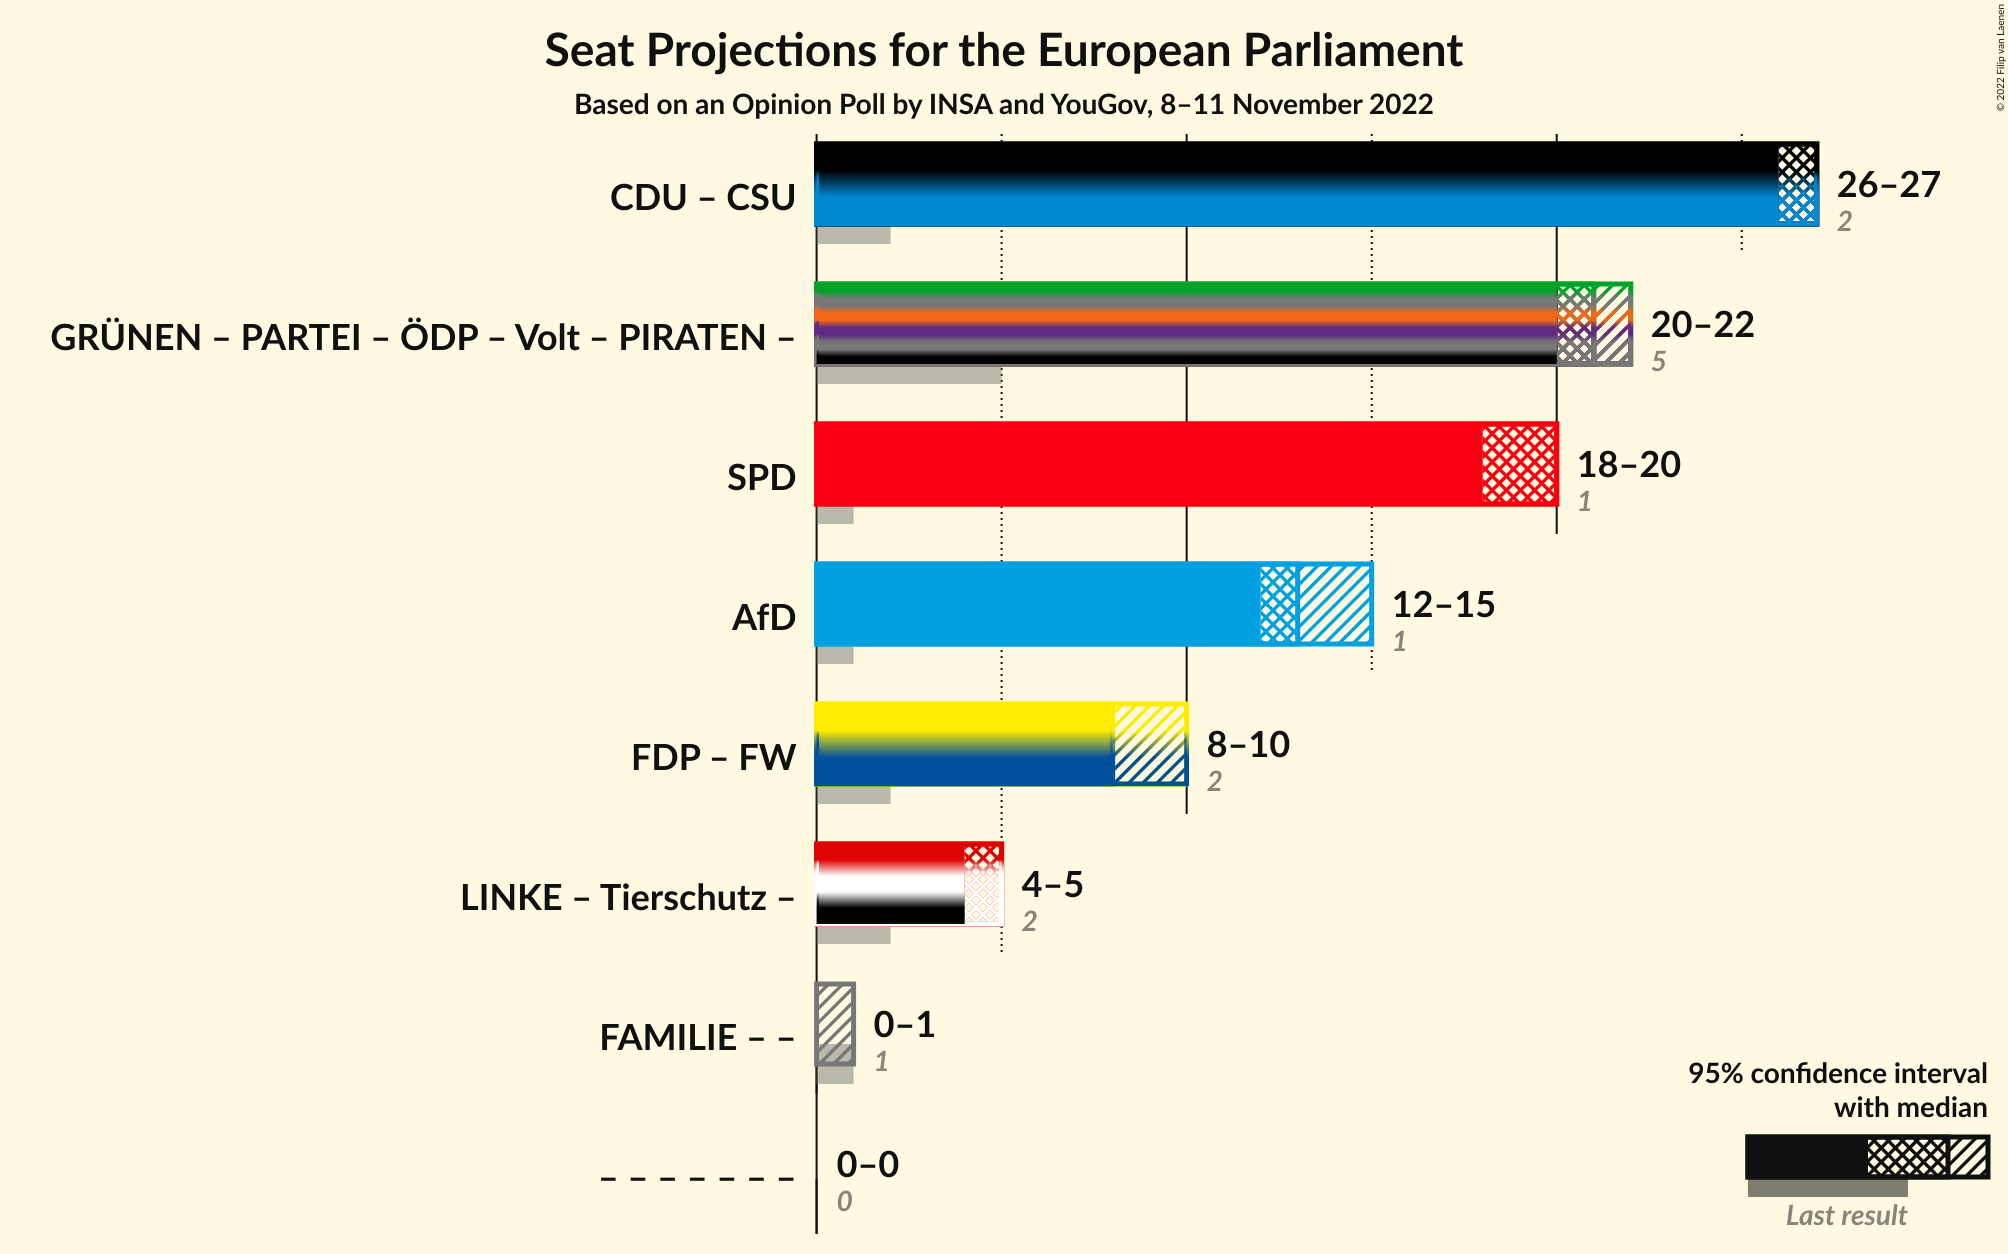 Seat Projections for the European Parliament
Based on an Opinion Poll by INSA and YouGov, 8–11 November 2022
© 2022 Filip van Laenen
CDU – CSU
26–27
2
GRÜNEN – PARTEI – ÖDP – Volt – PIRATEN –
20–22
5
SPD
18–20
1
AfD
12–15
1
FDP – FW
8–10
2
LINKE – Tierschutz –
4–5
2
FAMILIE – –
0–1
1
– – – – – – –
0–0
0
95% confidence interval
with median
Last result